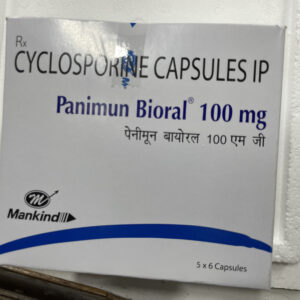 Rx
CYCLOSPORINE CAPSULES IP
Panimun Bioral® 100 mg
पेनीमून बायोरल 100 एम जी
Mankind
5 x 6 Capsules